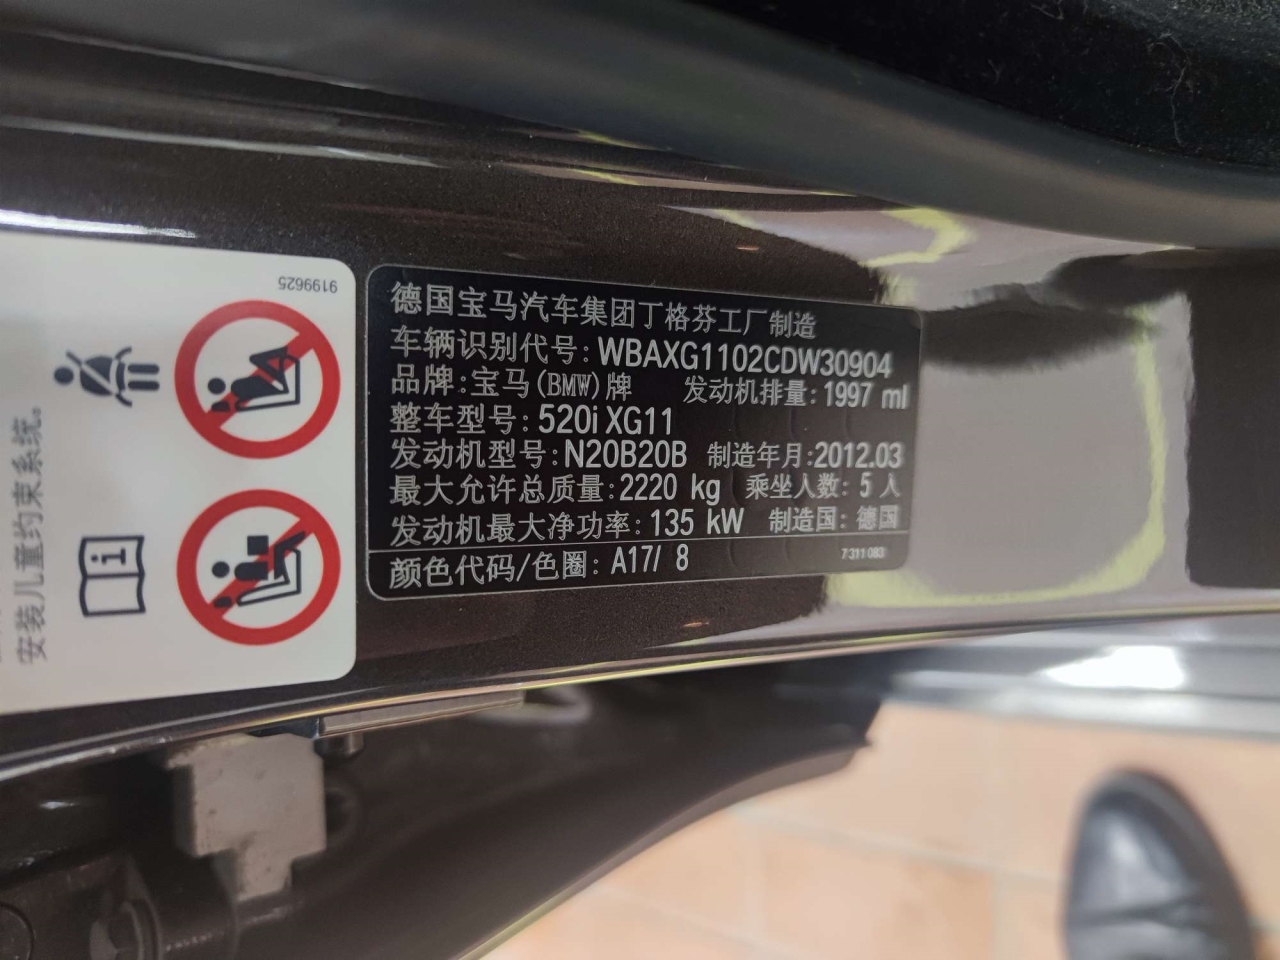 9199625
安装儿童约束系统。
德国宝马汽车集团丁格芬工厂制造
车辆识别代号: WBAXG1102CDW30904
品牌:宝马(BMW)牌 发动机排量: 1997 ml
整车型号: 520i XG11
发动机型号: N20B20B 制造年月:2012.03
最大允许总质量: 2220 kg 乘坐人数: 5 人
发动机最大净功率: 135 kW 制造国: 德国
颜色代码/色圈: A17/ 8 7311 083